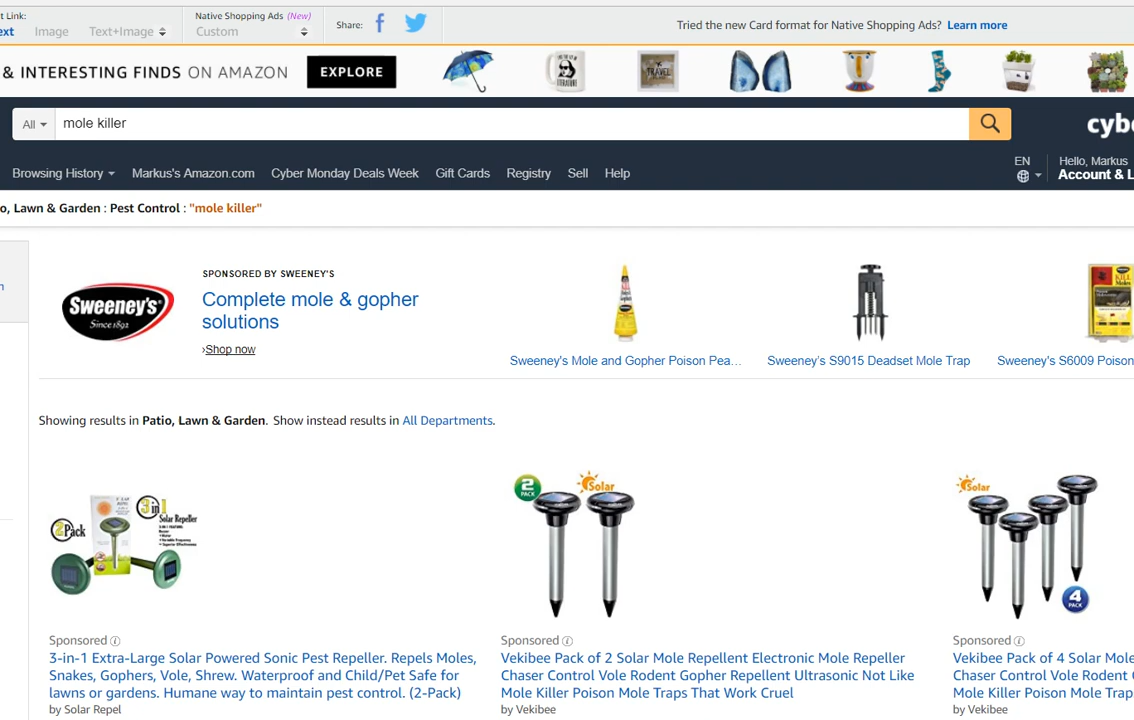 t Link:
ext Image Text+Image
Native Shopping Ads (New)
Custom
Share:
Tried the new Card format for Native Shopping Ads? Learn more
& INTERESTING FINDS ON AMAZON
EXPLORE
LITERATURE
TRAVEL
All
mole killer
cybe
Browsing History Markus's Amazon.com Cyber Monday Deals Week Gift Cards Registry Sell Help
EN
Hello, Markus
Account & L
o, Lawn & Garden : Pest Control : "mole killer"
n
Sweeney's
Since 1892
SPONSORED BY SWEENEY'S
Complete mole & gopher
solutions
›Shop now
Sweeney's Mole and Gopher Poison Pea…
Sweeney's S9015 Deadset Mole Trap
KILL
Moles
Sweeney's S6009 Poison
Showing results in Patio, Lawn & Garden. Show instead results in All Departments.
2 Pack
3 in 1
Solar Repeller
2
PACK
Solar
Solar
4
PACK
Sponsored
3-in-1 Extra-Large Solar Powered Sonic Pest Repeller. Repels Moles,
Snakes, Gophers, Vole, Shrew. Waterproof and Child/Pet Safe for
lawns or gardens. Humane way to maintain pest control. (2-Pack)
by Solar Repel
Sponsored
Vekibee Pack of 2 Solar Mole Repellent Electronic Mole Repeller
Chaser Control Vole Rodent Gopher Repellent Ultrasonic Not Like
Mole Killer Poison Mole Traps That Work Cruel
by Vekibee
Sponsored
Vekibee Pack of 4 Solar Mole
Chaser Control Vole Rodent
Mole Killer Poison Mole Trap
by Vekibee